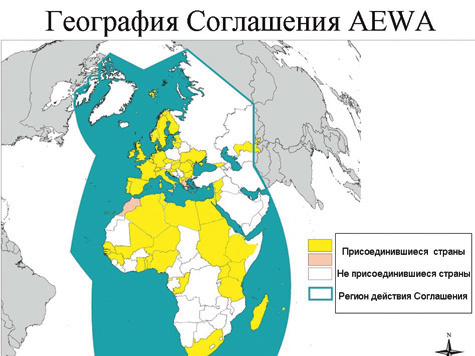 География Соглашения AEWA
Присоединившиеся страны
Не присоединившиеся страны
Регион действия Соглашения
N